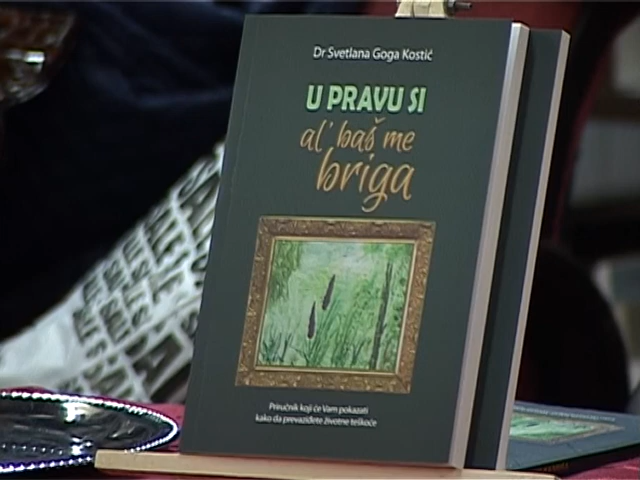 Dr Svetlana Goga Kostić
U PRAVU SI
al' baš me
briga
Priručnik koji će Vam pokazati
kako da prevaziđete životne teškoće